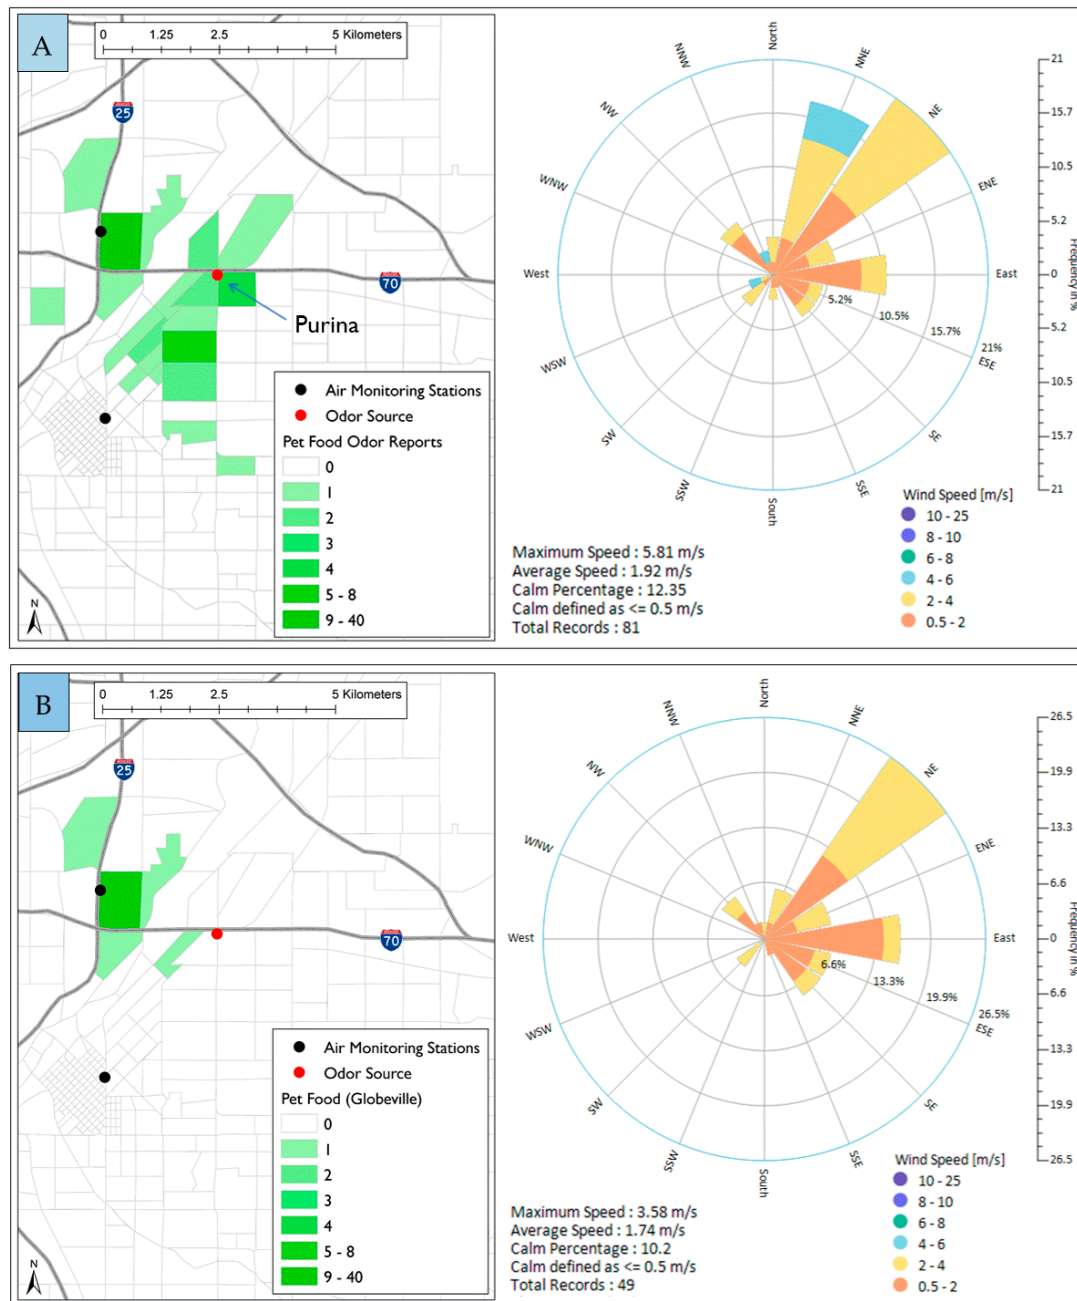 A
0 1.25 2.5 5 Kilometers
25
70
Purina
N
Air Monitoring Stations
Odor Source
Pet Food Odor Reports
0
1
2
3
4
5 - 8
9 - 40
North
NNE
NE
ENE
East
ESE
SE
SSE
South
SSW
SW
WSW
West
WNW
NW
NNW
5.2%
10.5%
15.7%
21%
21
15.7
10.5
5.2
0
5.2
10.5
15.7
21
Frequency in %
Maximum Speed : 5.81 m/s
Average Speed : 1.92 m/s
Calm Percentage : 12.35
Calm defined as <= 0.5 m/s
Total Records : 81
Wind Speed [m/s]
10 - 25
8 - 10
6 - 8
4 - 6
2 - 4
0.5 - 2
B
0 1.25 2.5 5 Kilometers
25
70
N
Air Monitoring Stations
Odor Source
Pet Food (Globeville)
0
1
2
3
4
5 - 8
9 - 40
North
NNE
NE
ENE
East
ESE
SE
SSE
South
SSW
SW
WSW
West
WNW
NW
NNW
6.6%
13.3%
19.9%
26.5%
26.5
19.9
13.3
6.6
0
6.6
13.3
19.9
26.5
Frequency in %
Maximum Speed : 3.58 m/s
Average Speed : 1.74 m/s
Calm Percentage : 10.2
Calm defined as <= 0.5 m/s
Total Records : 49
Wind Speed [m/s]
10 - 25
8 - 10
6 - 8
4 - 6
2 - 4
0.5 - 2